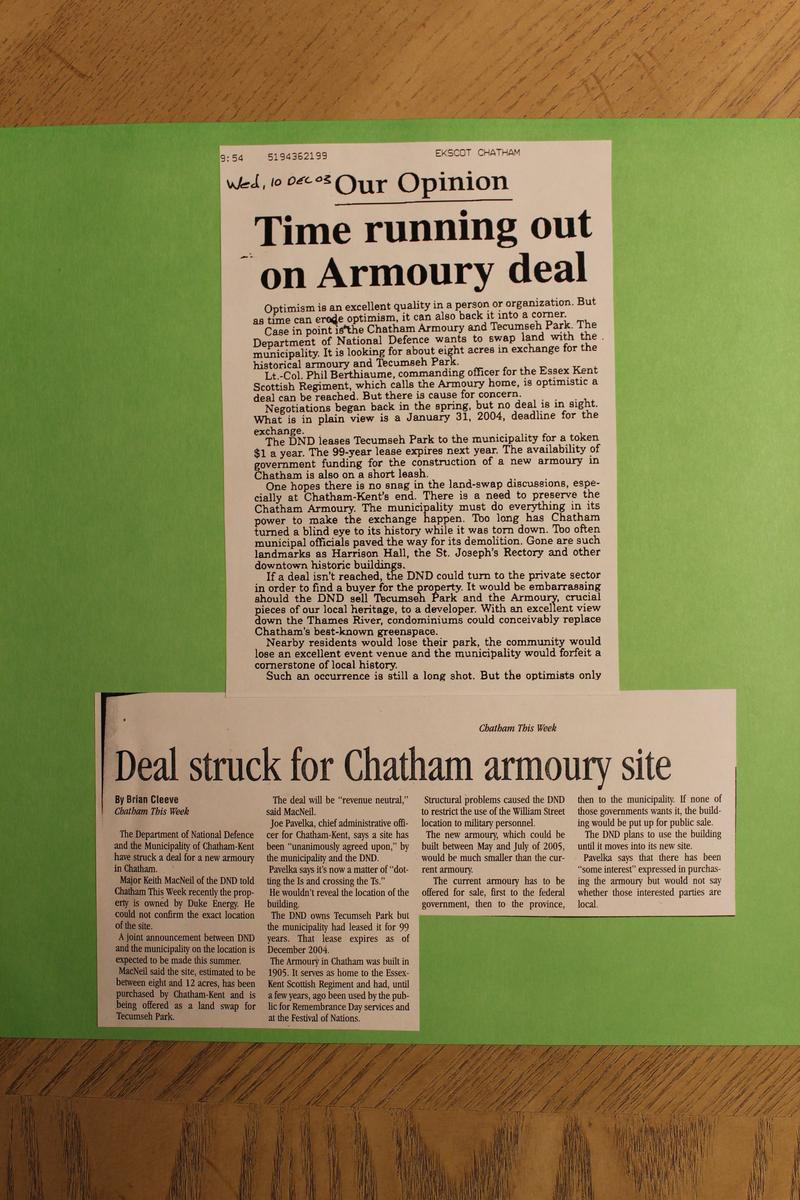 9:54 5194362199 EKSCOT CHATHAM
Wed, 10 Dec 03
Our Opinion
Time running out
on Armoury deal
Optimism is an excellent quality in a person or organization. But
as time can erode optimism, it can also back it into a corner.
Case in point is the Chatham Armoury and Tecumseh Park. The
Department of National Defence wants to swap land with the
municipality. It is looking for about eight acres in exchange for the
historical armoury and Tecumseh Park.
Lt.-Col. Phil Berthiaume, commanding officer for the Essex Kent
Scottish Regiment, which calls the Armoury home, is optimistic a
deal can be reached. But there is cause for concern.
Negotiations began back in the spring, but no deal is in sight.
What is in plain view is a January 31, 2004, deadline for the
exchange.
The DND leases Tecumseh Park to the municipality for a token
$1 a year. The 99-year lease expires next year. The availability of
government funding for the construction of a new armoury in
Chatham is also on a short leash.
One hopes there is no snag in the land-swap discussions, espe-
cially at Chatham-Kent's end. There is a need to preserve the
Chatham Armoury. The municipality must do everything in its
power to make the exchange happen. Too long has Chatham
turned a blind eye to its history while it was torn down. Too often
municipal officials paved the way for its demolition. Gone are such
landmarks as Harrison Hall, the St. Joseph's Rectory and other
downtown historic buildings.
If a deal isn't reached, the DND could turn to the private sector
in order to find a buyer for the property. It would be embarrassing
should the DND sell Tecumseh Park and the Armoury, crucial
pieces of our local heritage, to a developer. With an excellent view
down the Thames River, condominiums could conceivably replace
Chatham's best-known greenspace.
Nearby residents would lose their park, the community would
lose an excellent event venue and the municipality would forfeit a
cornerstone of local history.
Such an occurrence is still a long shot. But the optimists only
Chatham This Week
Deal struck for Chatham armoury site
By Brian Cleeve
Chatham This Week
The Department of National Defence
and the Municipality of Chatham-Kent
have struck a deal for a new armoury
in Chatham.
Major Keith MacNeil of the DND told
Chatham This Week recently the prop-
erty is owned by Duke Energy. He
could not confirm the exact location
of the site.
A joint announcement between DND
and the municipality on the location is
expected to be made this summer.
MacNeil said the site, estimated to be
between eight and 12 acres, has been
purchased by Chatham-Kent and is
being offered as a land swap for
Tecumseh Park.
The deal will be "revenue neutral,"
said MacNeil.
Joe Pavelka, chief administrative offi-
cer for Chatham-Kent, says a site has
been "unanimously agreed upon," by
the municipality and the DND.
Pavelka says it's now a matter of "dot-
ting the Is and crossing the Ts."
He wouldn't reveal the location of the
building.
The DND owns Tecumseh Park but
the municipality had leased it for 99
years. That lease expires as of
December 2004.
The Armoury in Chatham was built in
1905. It serves as home to the Essex-
Kent Scottish Regiment and had, until
a few years, ago been used by the pub-
lic for Remembrance Day services and
at the Festival of Nations.
Structural problems caused the DND
to restrict the use of the William Street
location to military personnel.
The new armoury, which could be
built between May and July of 2005,
would be much smaller than the cur-
rent armoury.
The current armoury has to be
offered for sale, first to the federal
government, then to the province,
then to the municipality. If none of
those governments wants it, the build-
ing would be put up for public sale.
The DND plans to use the building
until it moves into its new site.
Pavelka says that there has been
"some interest" expressed in purchas-
ing the armoury but would not say
whether those interested parties are
local.